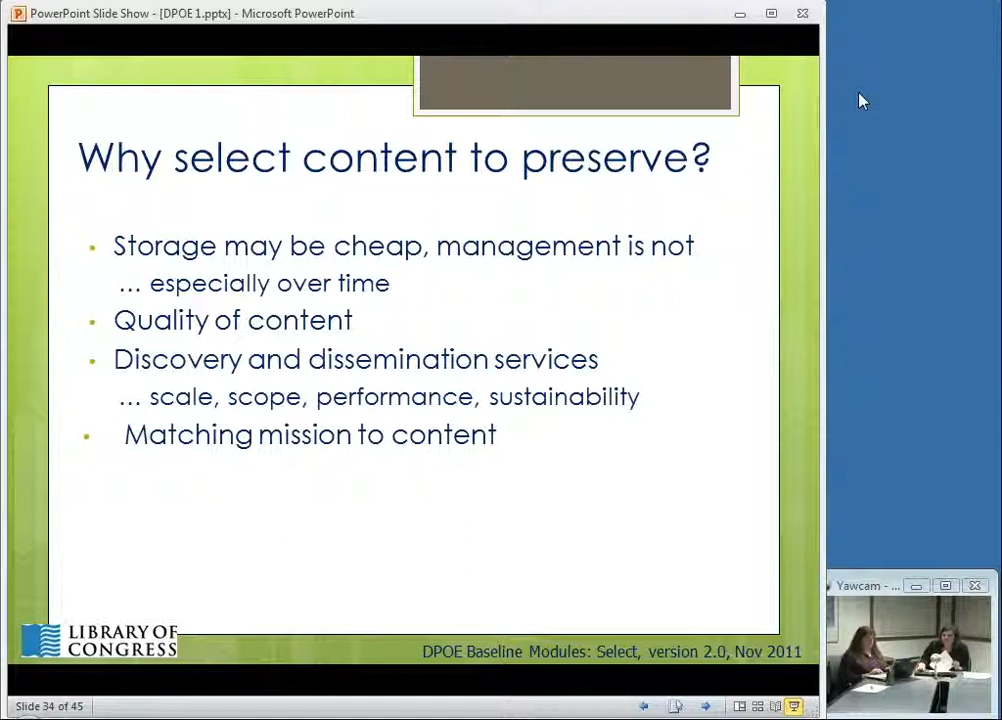 PowerPoint Slide Show - [DPOE 1.pptx] - Microsoft PowerPoint
Why select content to preserve?
• Storage may be cheap, management is not
... especially over time
• Quality of content
• Discovery and dissemination services
... scale, scope, performance, sustainability
• Matching mission to content
Yawcam - ...
LIBRARY OF
CONGRESS
DPOE Baseline Modules: Select, version 2.0, Nov 2011
Slide 34 of 45